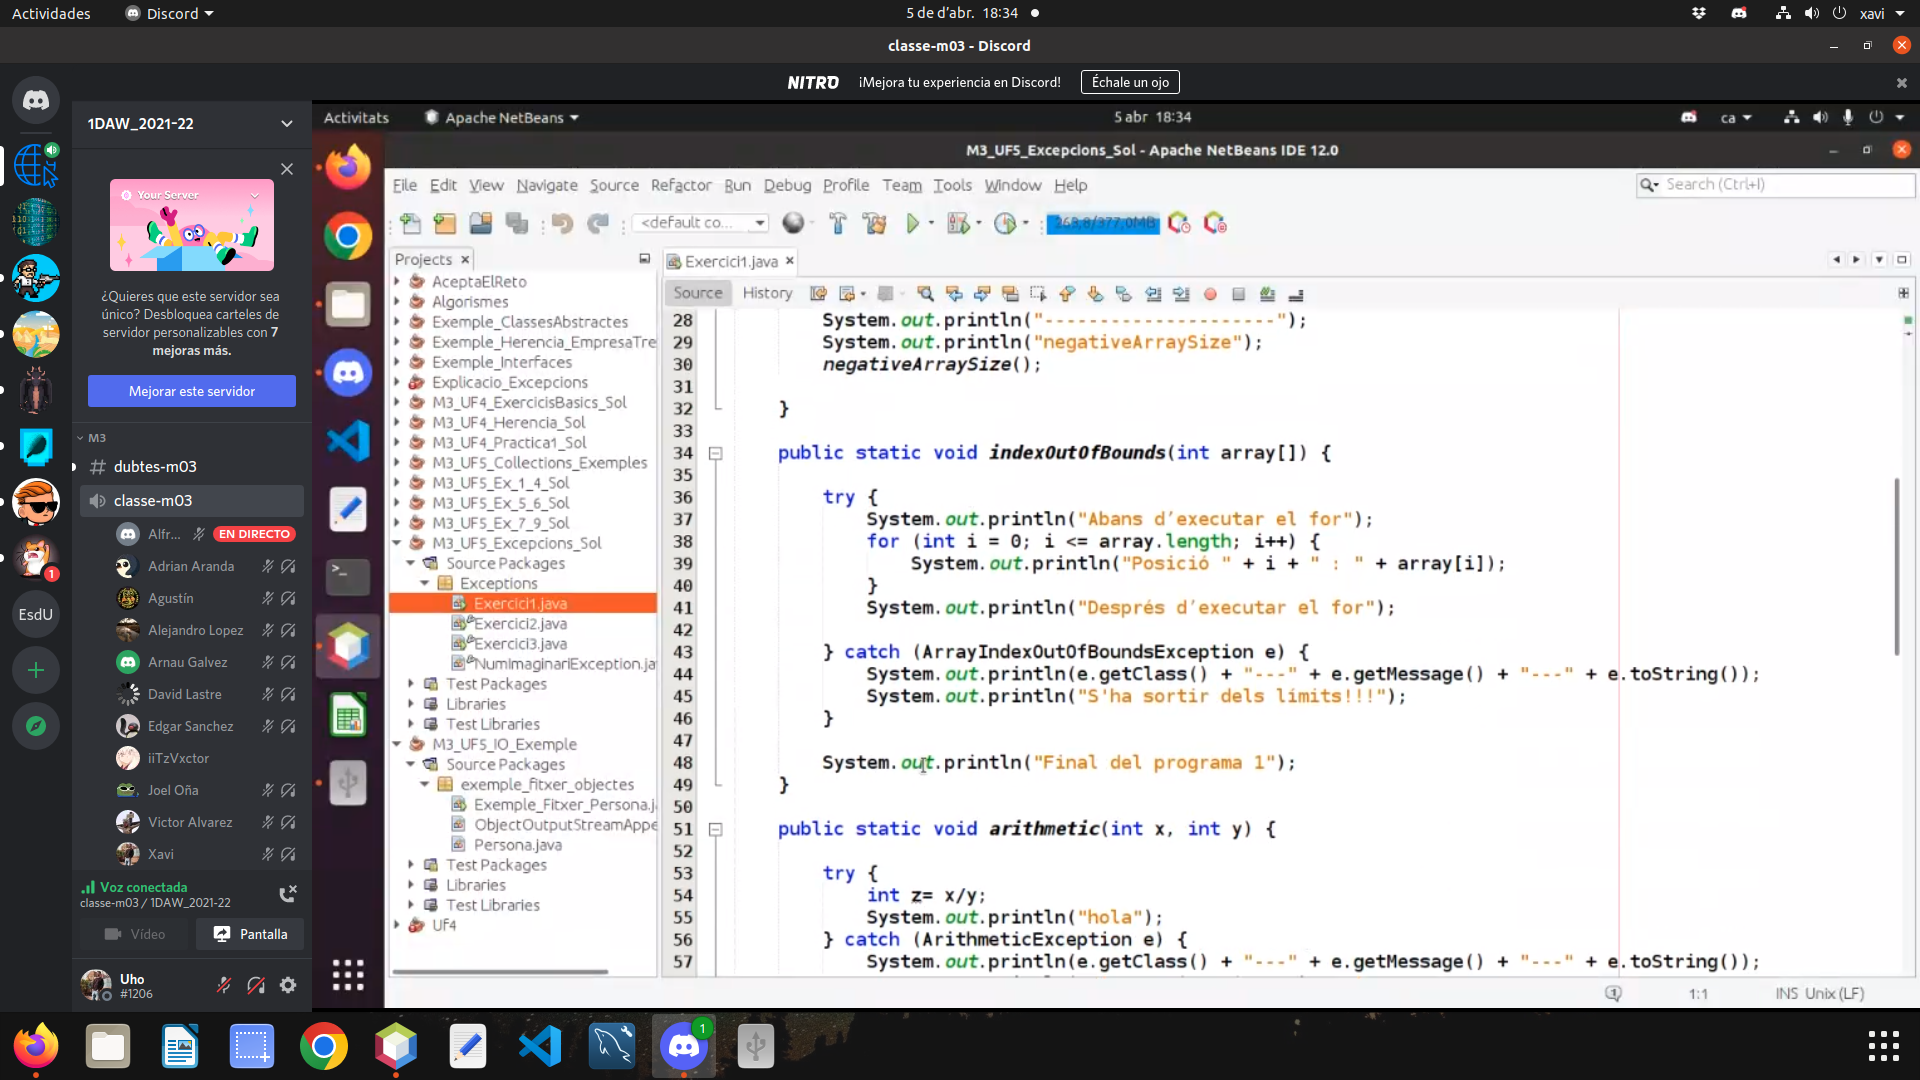 Actividades
Discord
5 de d'abr. 18:34
xavi
classe-m03 - Discord
NITRO
¡Mejora tu experiencia en Discord!
Échale un ojo
1DAW_2021-22
Your Server
¿Quieres que este servidor sea
único? Desbloquea carteles de
servidor personalizables con 7
mejoras más.
Mejorar este servidor
M3
dubtes-m03
classe-m03
Alfr...
EN DIRECTO
Adrian Aranda
Agustín
Alejandro Lopez
Arnau Galvez
David Lastre
Edgar Sanchez
iiTzVxctor
Joel Oña
Victor Alvarez
Xavi
Voz conectada
classe-m03 / 1DAW_2021-22
Vídeo
Pantalla
Uho
#1206
1
EsdU
Activitats
Apache NetBeans
5 abr 18:34
ca
M3_UF5_Excepcions_Sol - Apache NetBeans IDE 12.0
File Edit View Navigate Source Refactor Run Debug Profile Team Tools Window Help
Search (Ctrl+I)
<default co...
263,8/377,0MB
Projects
AceptaElReto
Algorismes
Exemple_ClassesAbstractes
Exemple_Herencia_EmpresaTre
Exemple_Interfaces
Explicacio_Excepcions
M3_UF4_ExercicisBasics_Sol
M3_UF4_Herencia_Sol
M3_UF4_Practica1_Sol
M3_UF5_Collections_Exemples
M3_UF5_Ex_1_4_Sol
M3_UF5_Ex_5_6_Sol
M3_UF5_Ex_7_9_Sol
M3_UF5_Excepcions_Sol
Source Packages
Exceptions
Exercici1.java
Exercici2.java
Exercici3.java
NumImaginariException.ja
Test Packages
Libraries
Test Libraries
M3_UF5_IO_Exemple
Source Packages
exemple_fitxer_objectes
Exemple_Fitxer_Persona.j
ObjectOutputStreamAppe
Persona.java
Test Packages
Libraries
Test Libraries
UF4
Exercici1.java
Source
History
28 System.out.println("---------------------");
29 System.out.println("negativeArraySize");
30 negativeArraySize();
31
32 }
33
34 public static void indexOutOfBounds(int array[]) {
35
36 try {
37 System.out.println("Abans d'executar el for");
38 for (int i = 0; i <= array.length; i++) {
39 System.out.println("Posició " + i + " : " + array[i]);
40 }
41 System.out.println("Després d'executar el for");
42
43 } catch (ArrayIndexOutOfBoundsException e) {
44 System.out.println(e.getClass() + "---" + e.getMessage() + "---" + e.toString());
45 System.out.println("S'ha sortir dels límits!!!");
46 }
47
48 System.out.println("Final del programa 1");
49 }
50
51 public static void arithmetic(int x, int y) {
52
53 try {
54 int z= x/y;
55 System.out.println("hola");
56 } catch (ArithmeticException e) {
57 System.out.println(e.getClass() + "---" + e.getMessage() + "---" + e.toString());
1
1:1
INS Unix (LF)
1